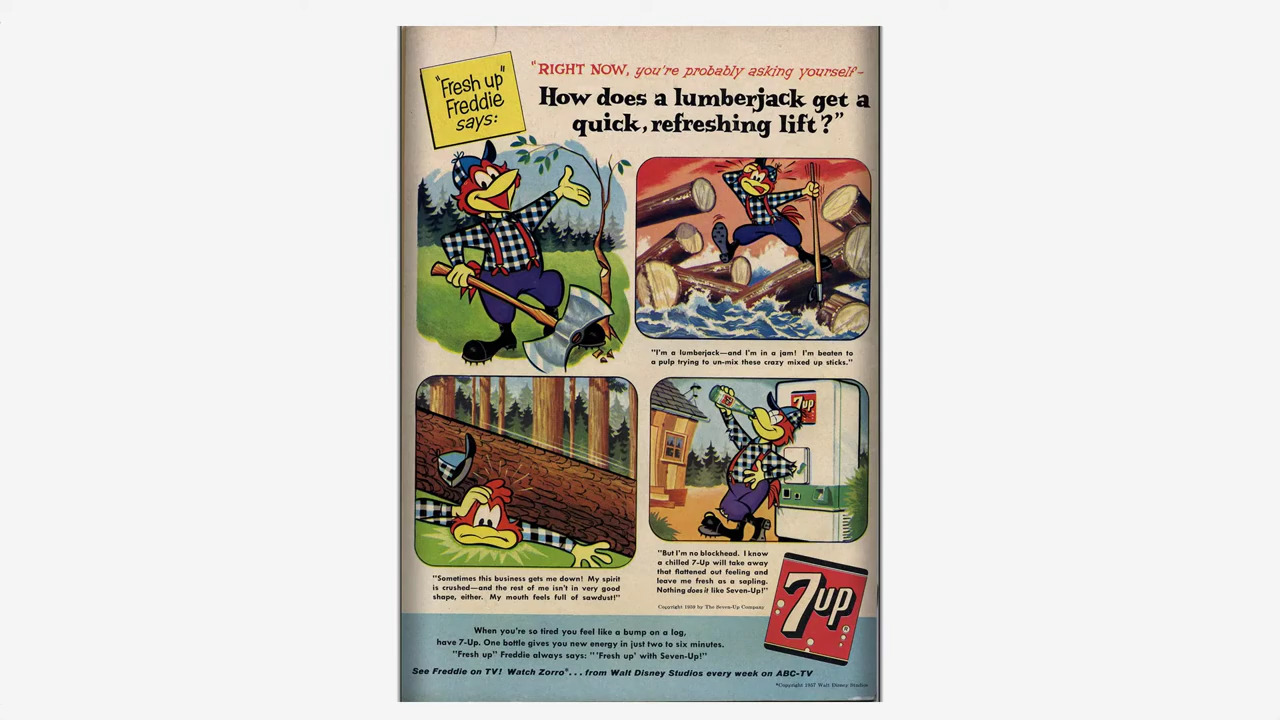 "Fresh up"
Freddie
says:
"RIGHT NOW, you're probably asking yourself—
How does a lumberjack get a
quick, refreshing lift?"
"I'm a lumberjack—and I'm in a jam! I'm beaten to
a pulp trying to un-mix these crazy mixed up sticks."
7up
"Sometimes this business gets me down! My spirit
is crushed—and the rest of me isn't in very good
shape, either. My mouth feels full of sawdust!"
"But I'm no blockhead. I know
a chilled 7-Up will take away
that flattened out feeling and
leave me fresh as a sapling.
Nothing does it like Seven-Up!"
Copyright 1959 by The Seven-Up Company
7up
®
When you're so tired you feel like a bump on a log,
have 7-Up. One bottle gives you new energy in just two to six minutes.
"Fresh up" Freddie always says: "'Fresh up' with Seven-Up!"
See Freddie on TV! Watch Zorro*... from Walt Disney Studios every week on ABC-TV
*Copyright 1957 Walt Disney Studios